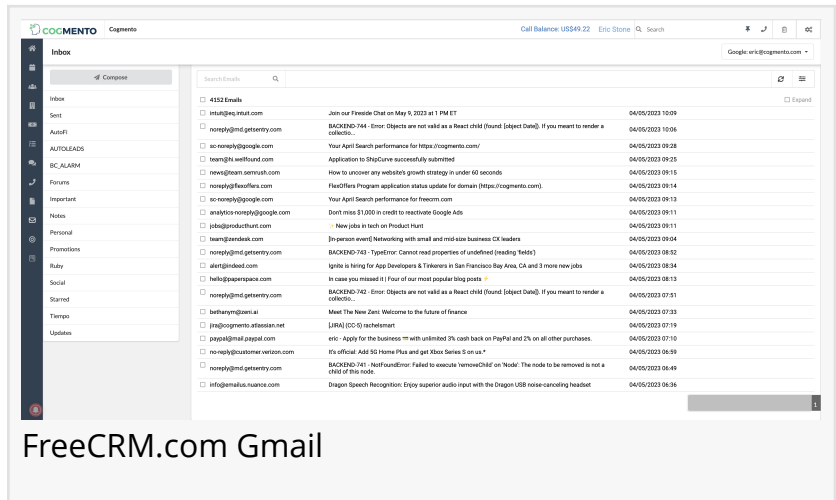 COGMENTO Cogmento Call Balance: US$49.22 Eric Stone Search
Inbox Google: eric@cogmento.com
Compose Search Emails
Inbox
Sent
AutoFi
AUTOLEADS
BC_ALARM
Forums
Important
Notes
Personal
Promotions
Ruby
Social
Starred
Tiempo
Updates
4152 Emails Expand
intuit@eq.intuit.com Join our Fireside Chat on May 9, 2023 at 1 PM ET 04/05/2023 10:09
noreply@md.getsentry.com BACKEND-744 - Error: Objects are not valid as a React child (found: [object Date]). If you meant to render a 04/05/2023 10:06
collectio...
sc-noreply@google.com Your April Search performance for https://cogmento.com/ 04/05/2023 09:28
team@hi.wellfound.com Application to ShipCurve successfully submitted 04/05/2023 09:25
news@team.semrush.com How to uncover any website's growth strategy in under 60 seconds 04/05/2023 09:15
noreply@flexoffers.com FlexOffers Program application status update for domain (https://cogmento.com). 04/05/2023 09:14
sc-noreply@google.com Your April Search performance for freecrm.com 04/05/2023 09:13
analytics-noreply@google.com Don't miss $1,000 in credit to reactivate Google Ads 04/05/2023 09:11
jobs@producthunt.com ✨ New jobs in tech on Product Hunt 04/05/2023 09:11
team@zendesk.com [In-person event] Networking with small and mid-size business CX leaders 04/05/2023 09:04
noreply@md.getsentry.com BACKEND-743 - TypeError: Cannot read properties of undefined (reading 'fields') 04/05/2023 08:52
alert@indeed.com Ignite is hiring for App Developers & Tinkerers in San Francisco Bay Area, CA and 3 more new jobs 04/05/2023 08:34
hello@paperspace.com In case you missed it | Four of our most popular blog posts ⚡ 04/05/2023 08:13
noreply@md.getsentry.com BACKEND-742 - Error: Objects are not valid as a React child (found: [object Date]). If you meant to render a 04/05/2023 07:51
collectio...
bethanym@zeni.ai Meet The New Zeni: Welcome to the future of finance 04/05/2023 07:33
jira@cogmento.atlassian.net [JIRA] (CC-5) rachelsmart 04/05/2023 07:19
paypal@mail.paypal.com eric - Apply for the business 💳 with unlimited 3% cash back on PayPal and 2% on all other purchases. 04/05/2023 07:10
no-reply@customer.verizon.com It's official: Add 5G Home Plus and get Xbox Series S on us.* 04/05/2023 06:59
noreply@md.getsentry.com BACKEND-741 - NotFoundError: Failed to execute 'removeChild' on 'Node': The node to be removed is not a 04/05/2023 06:49
child of this node.
info@emailus.nuance.com Dragon Speech Recognition: Enjoy superior audio input with the Dragon USB noise-canceling headset 04/05/2023 06:36
1
FreeCRM.com Gmail